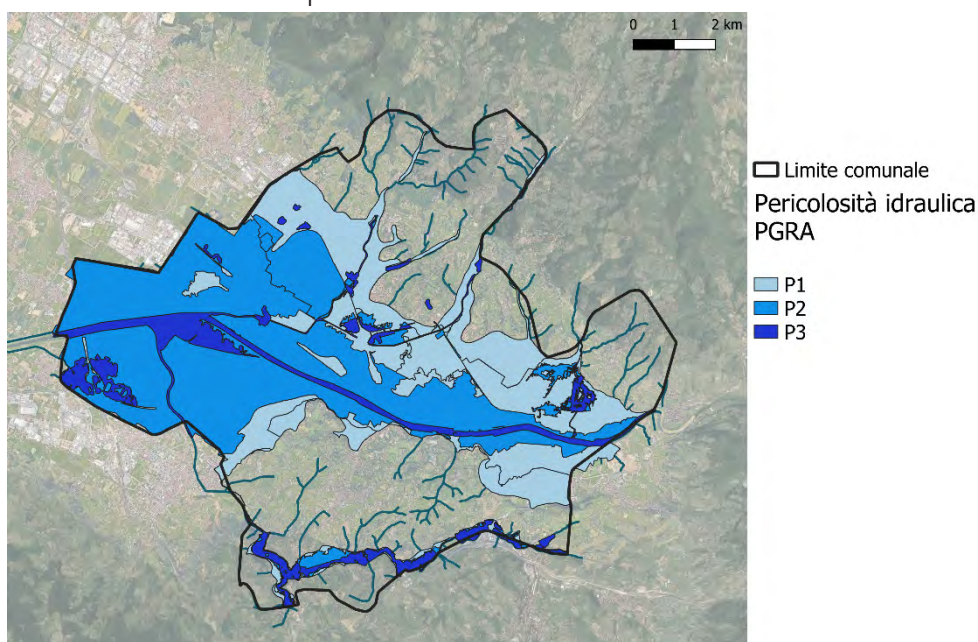 0 1 2 km
Limite comunale
Pericolosità idraulica
PGRA
P1
P2
P3